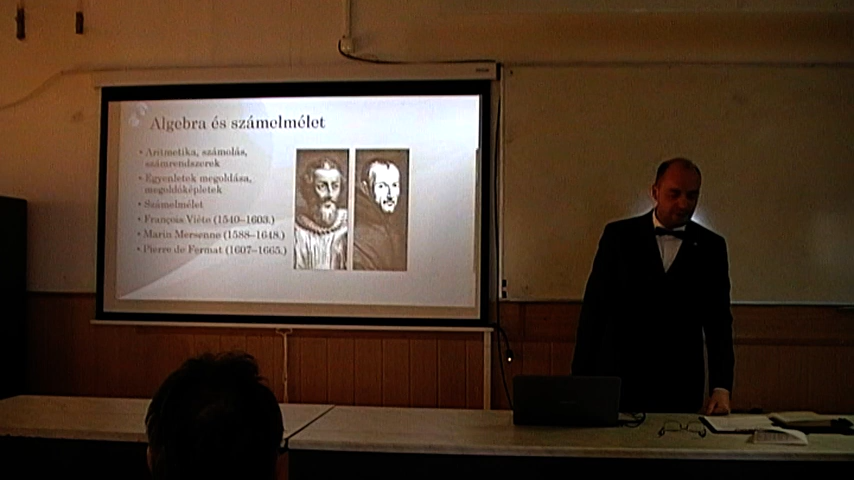 Algebra és számelmélet
• Aritmetika, számolás,
számrendszerek
• Egyenletek megoldása,
megoldóképletek
• Számelmélet
• François Viète (1540–1603.)
• Marin Mersenne (1588–1648.)
• Pierre de Fermat (1607–1665.)